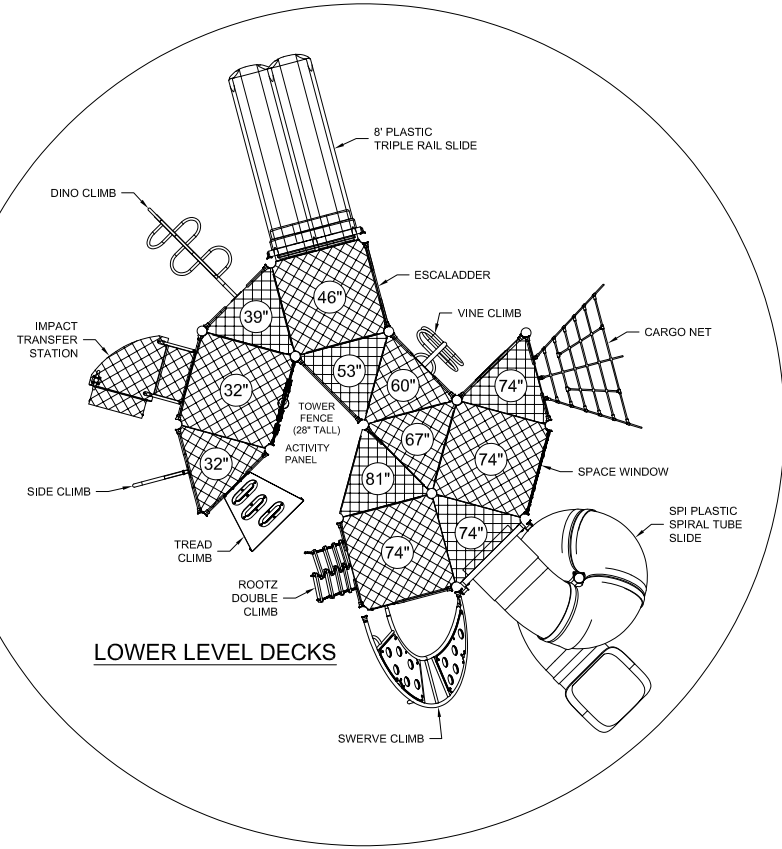 8' PLASTIC
TRIPLE RAIL SLIDE
DINO CLIMB
ESCALADDER
46"
39"
VINE CLIMB
IMPACT
TRANSFER
STATION
CARGO NET
53"
60"
74"
32"
TOWER
FENCE
(28" TALL)
ACTIVITY
PANEL
67"
32"
74"
SPACE WINDOW
81"
SIDE CLIMB
SPI PLASTIC
SPIRAL TUBE
SLIDE
74"
74"
TREAD
CLIMB
ROOTZ
DOUBLE
CLIMB
LOWER LEVEL DECKS
SWERVE CLIMB